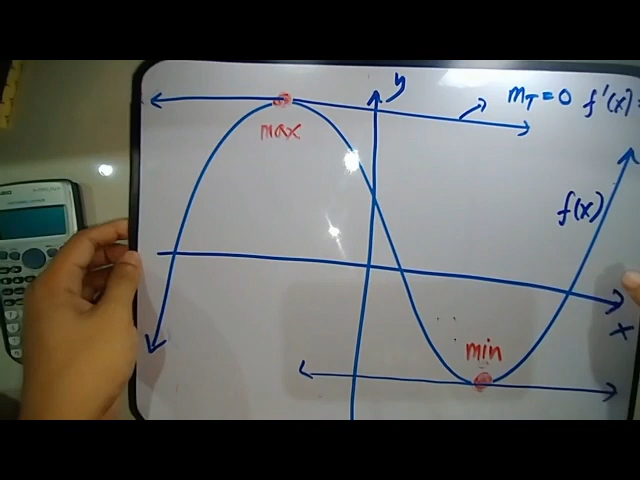 y
m_T=0 f'(x)=
max
f(x)
x
min